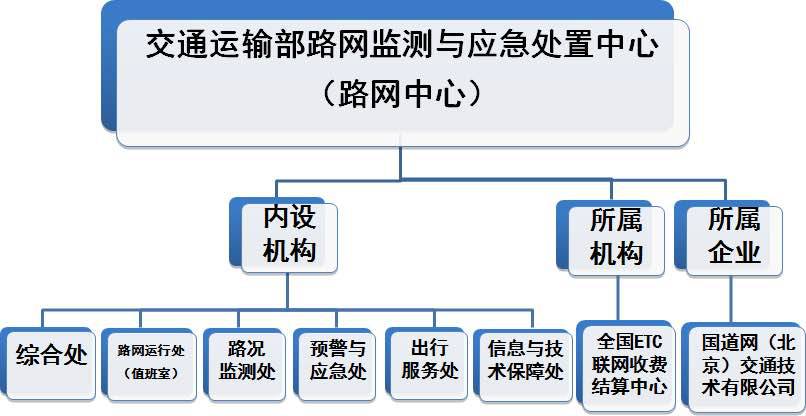 交通运输部路网监测与应急处置中心
（路网中心）
内设
机构
所属
机构
所属
企业
综合处
路网运行处
（值班室）
路况
监测处
预警与
应急处
出行
服务处
信息与技
术保障处
全国ETC
联网收费
结算中心
国道网（北
京）交通技
术有限公司